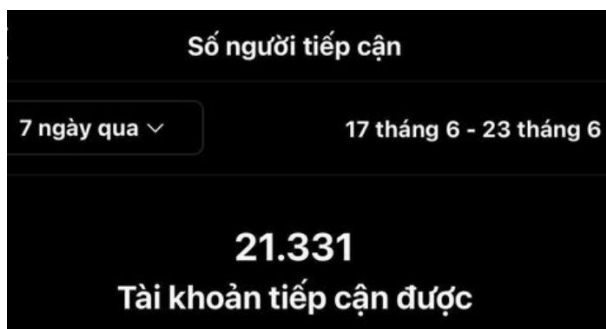 Số người tiếp cận
7 ngày qua
17 tháng 6 - 23 tháng 6
21.331
Tài khoản tiếp cận được